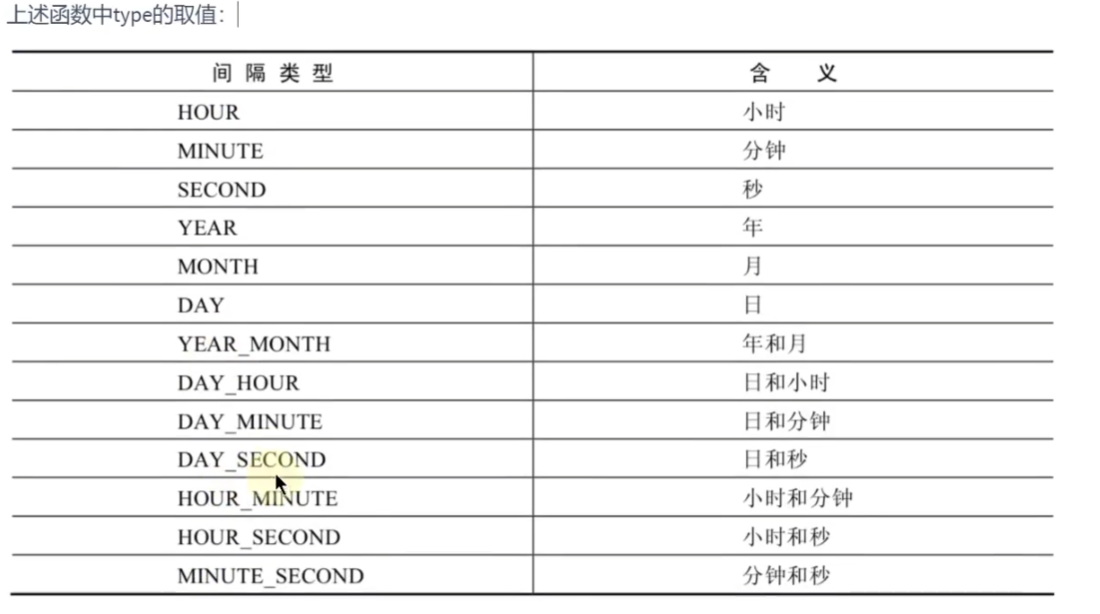 上述函数中type的取值：
间隔类型 含义
HOUR 小时
MINUTE 分钟
SECOND 秒
YEAR 年
MONTH 月
DAY 日
YEAR_MONTH 年和月
DAY_HOUR 日和小时
DAY_MINUTE 日和分钟
DAY_SECOND 日和秒
HOUR_MINUTE 小时和分钟
HOUR_SECOND 小时和秒
MINUTE_SECOND 分钟和秒